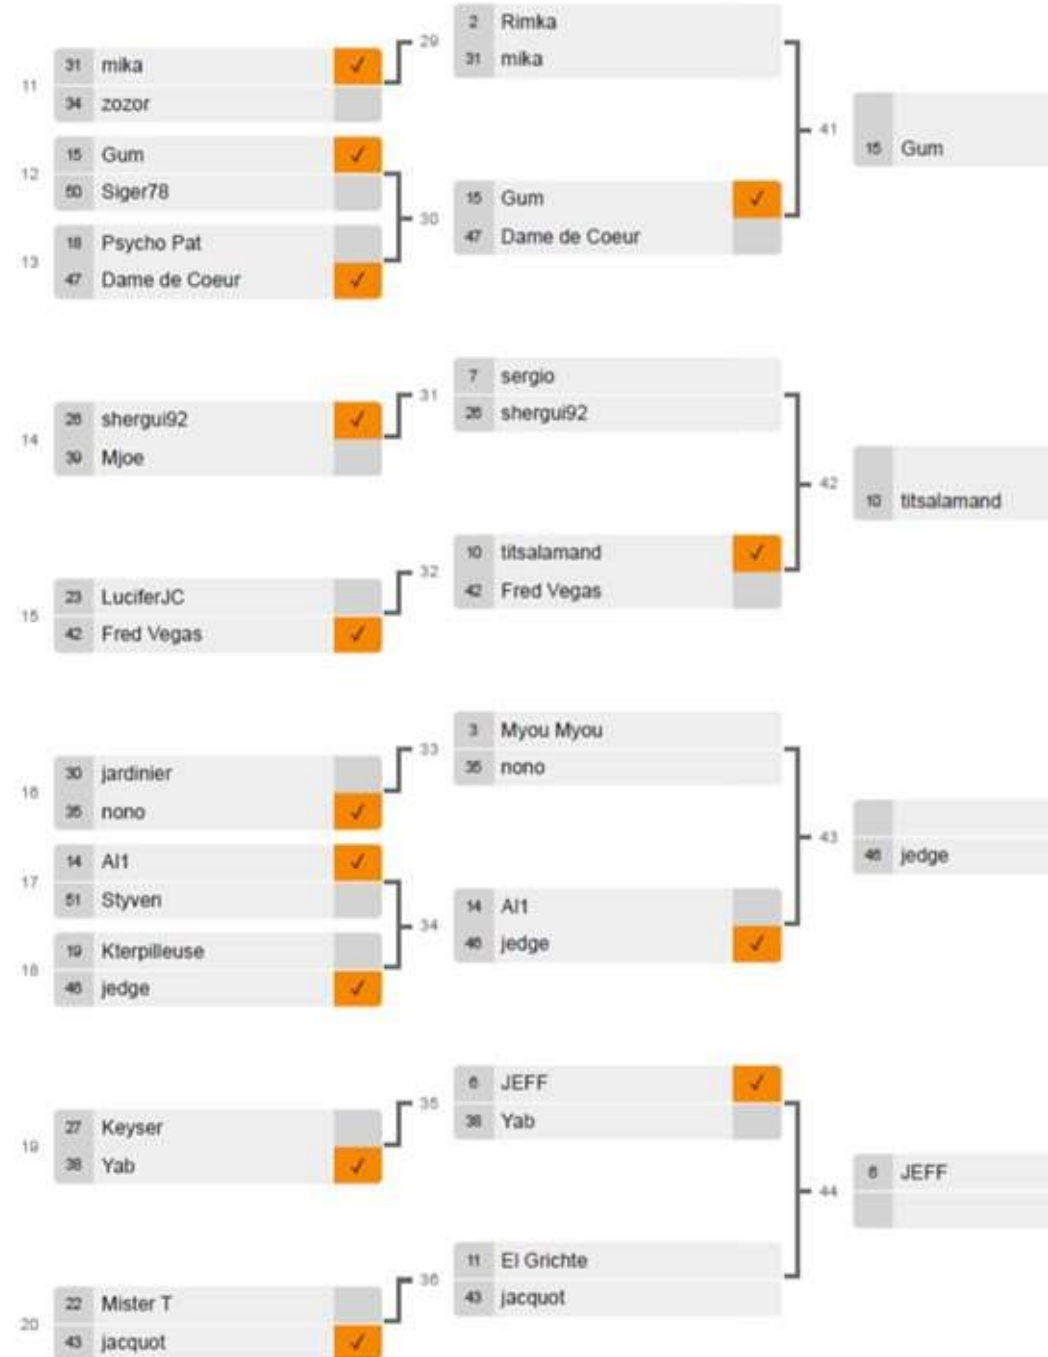 11
31 mika ✓
34 zozor
12
15 Gum ✓
50 Siger78
13
18 Psycho Pat
47 Dame de Coeur ✓
14
26 shergui92 ✓
39 Mjoe
15
23 LuciferJC
42 Fred Vegas ✓
16
30 jardinier
35 nono ✓
17
14 Al1 ✓
51 Styven
18
19 Kterpilleuse
46 jedge ✓
19
27 Keyser
38 Yab ✓
20
22 Mister T
43 jacquot ✓
29
2 Rimka
31 mika
30
15 Gum ✓
47 Dame de Coeur
31
7 sergio
26 shergui92
32
10 titsalamand ✓
42 Fred Vegas
33
3 Myou Myou
35 nono
34
14 Al1
46 jedge ✓
35
6 JEFF ✓
38 Yab
36
11 El Grichte
43 jacquot
41
15 Gum
42
10 titsalamand
43
46 jedge
44
6 JEFF